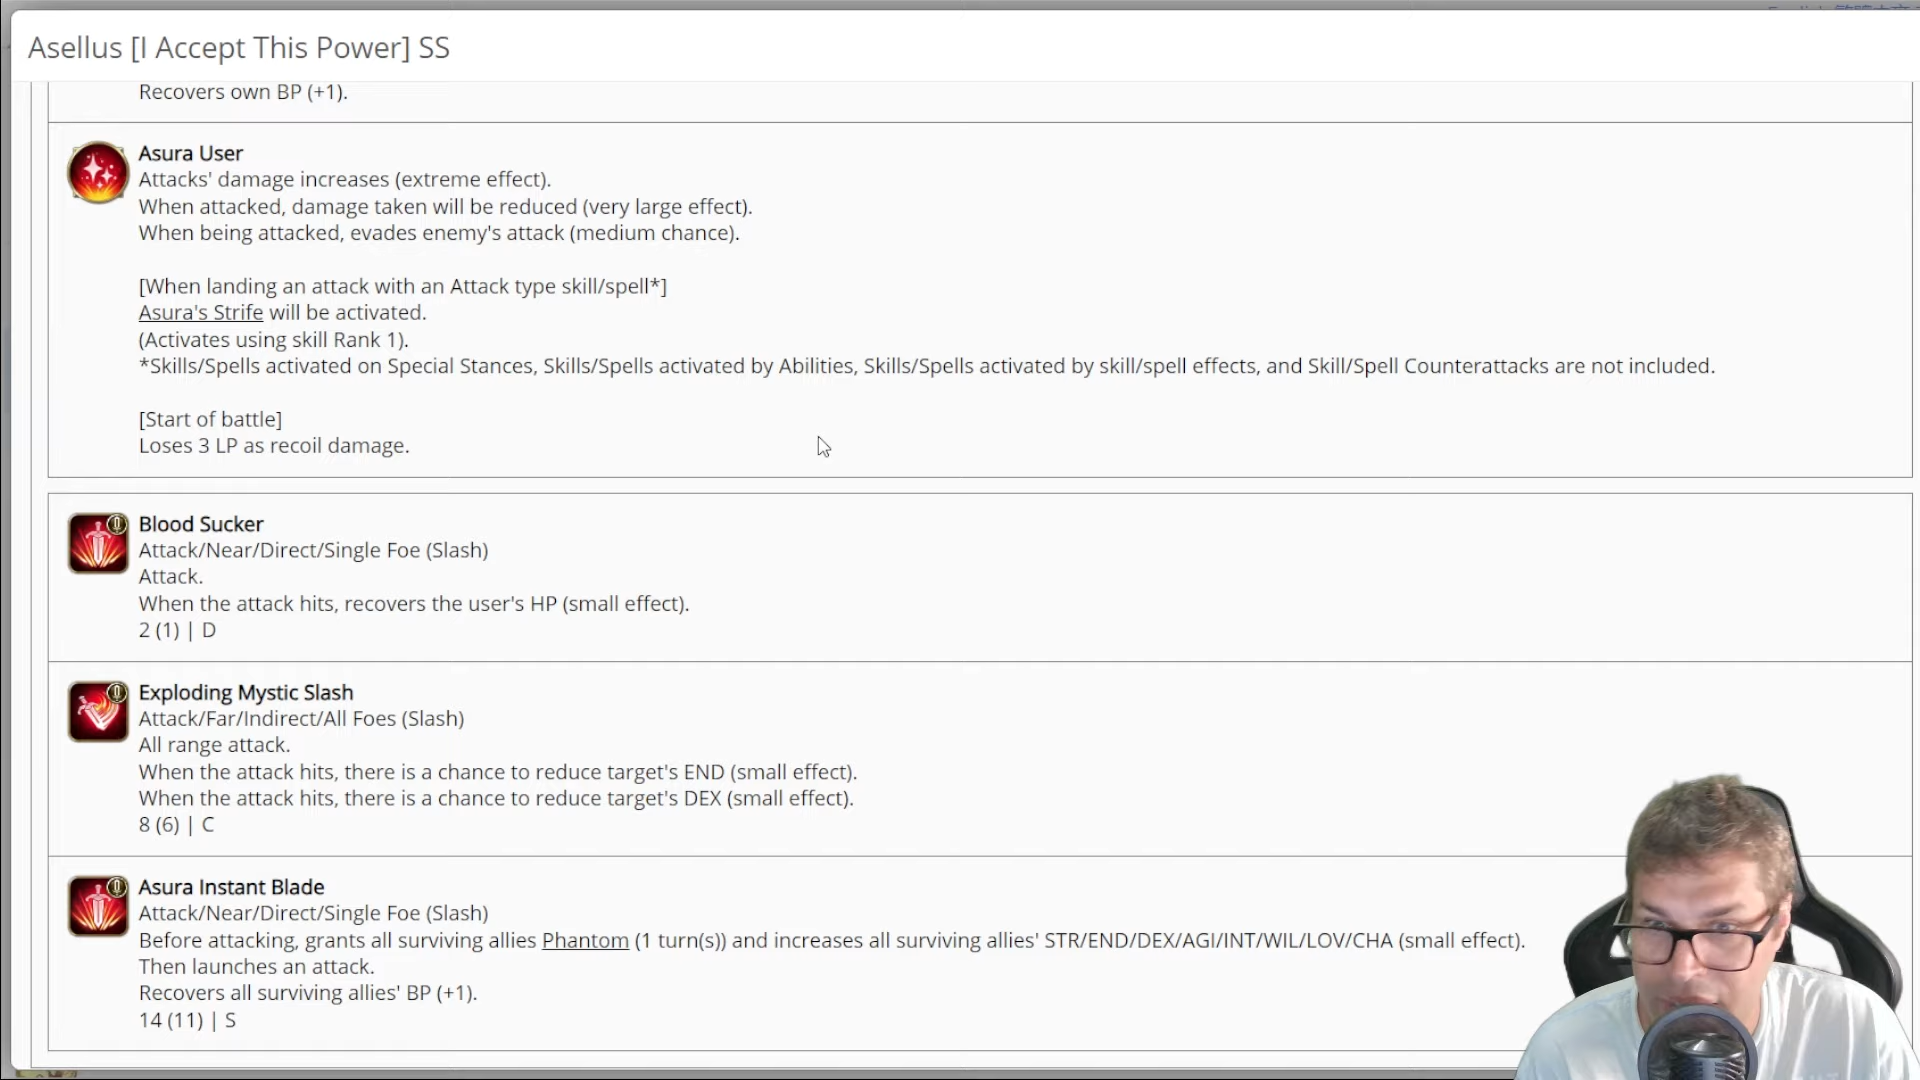 Asellus [I Accept This Power] SS
Recovers own BP (+1).
Asura User
Attacks' damage increases (extreme effect).
When attacked, damage taken will be reduced (very large effect).
When being attacked, evades enemy's attack (medium chance).
[When landing an attack with an Attack type skill/spell*]
Asura's Strife will be activated.
(Activates using skill Rank 1).
*Skills/Spells activated on Special Stances, Skills/Spells activated by Abilities, Skills/Spells activated by skill/spell effects, and Skill/Spell Counterattacks are not included.
[Start of battle]
Loses 3 LP as recoil damage.
Blood Sucker
Attack/Near/Direct/Single Foe (Slash)
Attack.
When the attack hits, recovers the user's HP (small effect).
2 (1) | D
Exploding Mystic Slash
Attack/Far/Indirect/All Foes (Slash)
All range attack.
When the attack hits, there is a chance to reduce target's END (small effect).
When the attack hits, there is a chance to reduce target's DEX (small effect).
8 (6) | C
Asura Instant Blade
Attack/Near/Direct/Single Foe (Slash)
Before attacking, grants all surviving allies Phantom (1 turn(s)) and increases all surviving allies' STR/END/DEX/AGI/INT/WIL/LOV/CHA (small effect).
Then launches an attack.
Recovers all surviving allies' BP (+1).
14 (11) | S